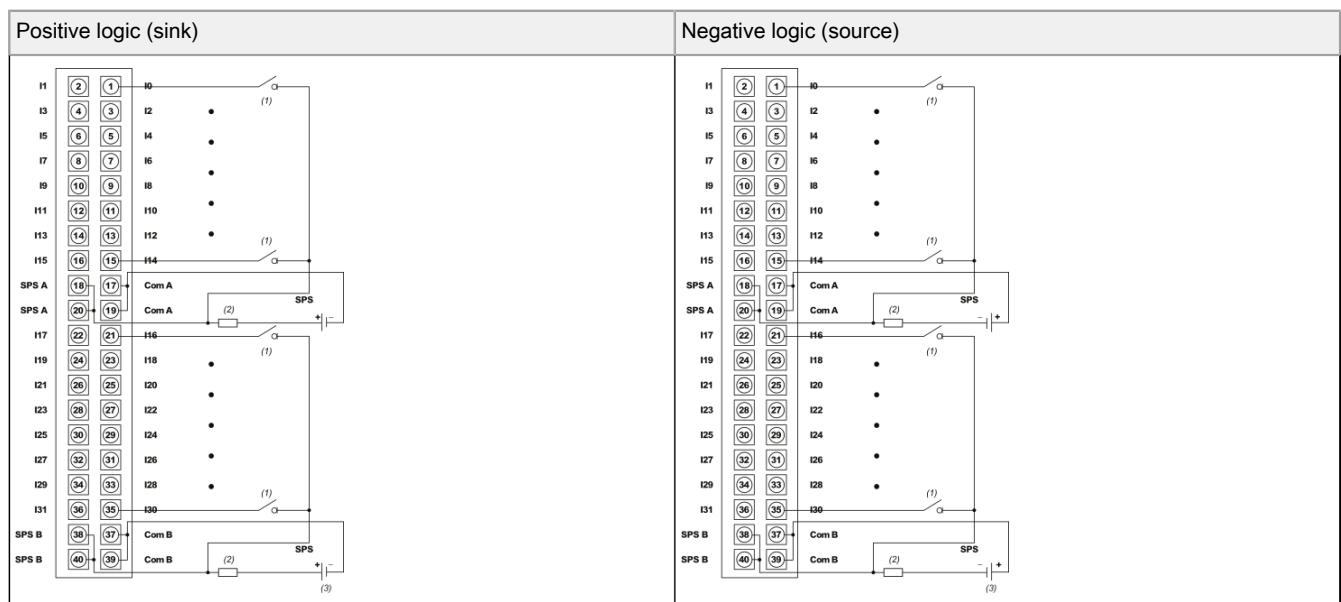 Positive logic (sink)
I1 2 1 I0 (1)
I3 4 3 I2
I5 6 5 I4
I7 8 7 I6
I9 10 9 I8
I11 12 11 I10
I13 14 13 I12 (1)
I15 16 15 I14
SPS A 18 17 Com A SPS
SPS A 20 19 Com A (2) + –
I17 22 21 I16 (1)
I19 24 23 I18
I21 26 25 I20
I23 28 27 I22
I25 30 29 I24
I27 32 31 I26
I29 34 33 I28 (1)
I31 36 35 I30
SPS B 38 37 Com B SPS
SPS B 40 39 Com B (2) + –
(3)
Negative logic (source)
I1 2 1 I0 (1)
I3 4 3 I2
I5 6 5 I4
I7 8 7 I6
I9 10 9 I8
I11 12 11 I10
I13 14 13 I12 (1)
I15 16 15 I14
SPS A 18 17 Com A SPS
SPS A 20 19 Com A (2) – +
I17 22 21 I16 (1)
I19 24 23 I18
I21 26 25 I20
I23 28 27 I22
I25 30 29 I24
I27 32 31 I26
I29 34 33 I28 (1)
I31 36 35 I30
SPS B 38 37 Com B SPS
SPS B 40 39 Com B (2) – +
(3)